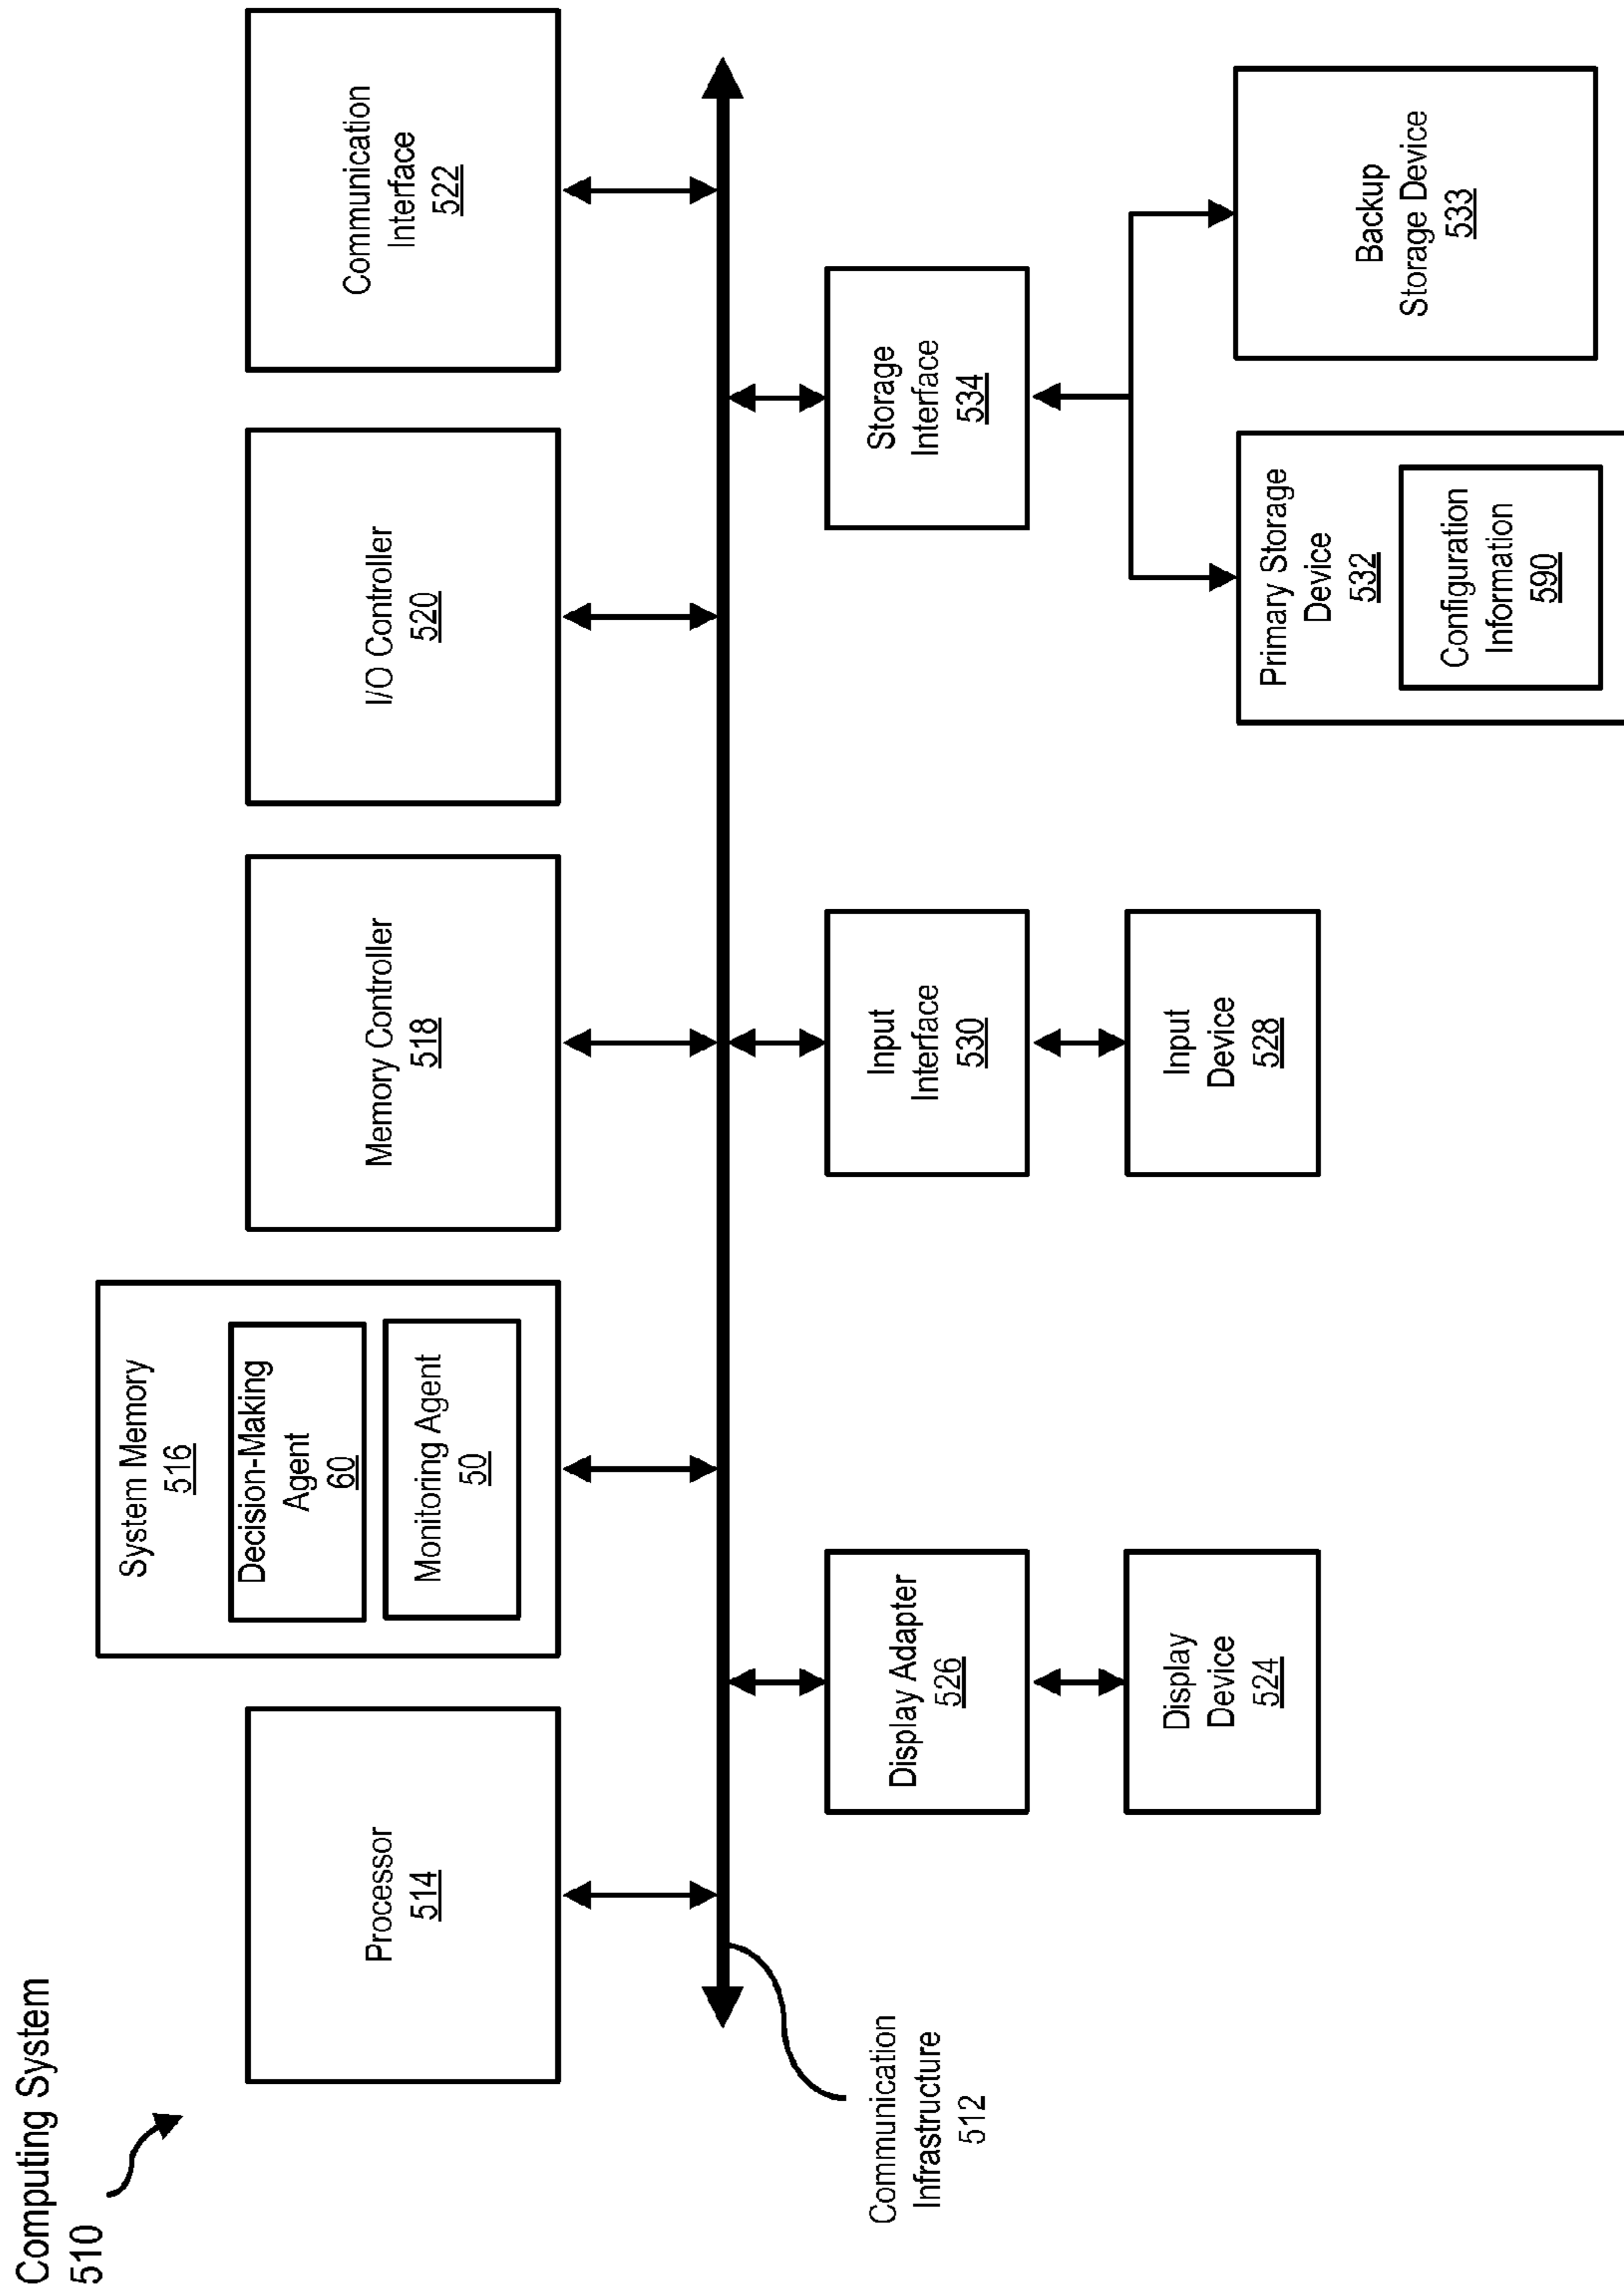 Computing System
510
Processor
514
System Memory
516
Decision-Making
Agent
60
Monitoring Agent
50
Memory Controller
518
I/O Controller
520
Communication
Interface
522
Communication
Infrastructure
512
Display Adapter
526
Input
Interface
530
Storage
Interface
534
Display
Device
524
Input
Device
528
Primary Storage
Device
532
Configuration
Information
590
Backup
Storage Device
533